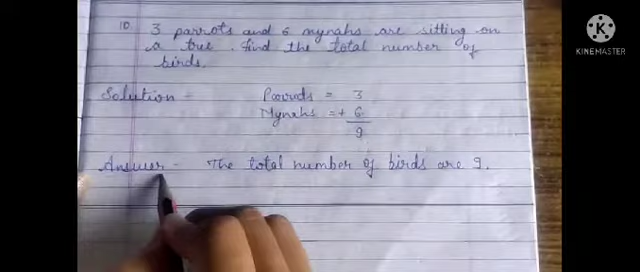 10 3 parrots and 6 mynahs are sitting on
a tree. find the total number of
birds.
Solution - Parrots = 3
Mynahs = + 6
9
Answer - The total number of birds are 9.
KINEMASTER